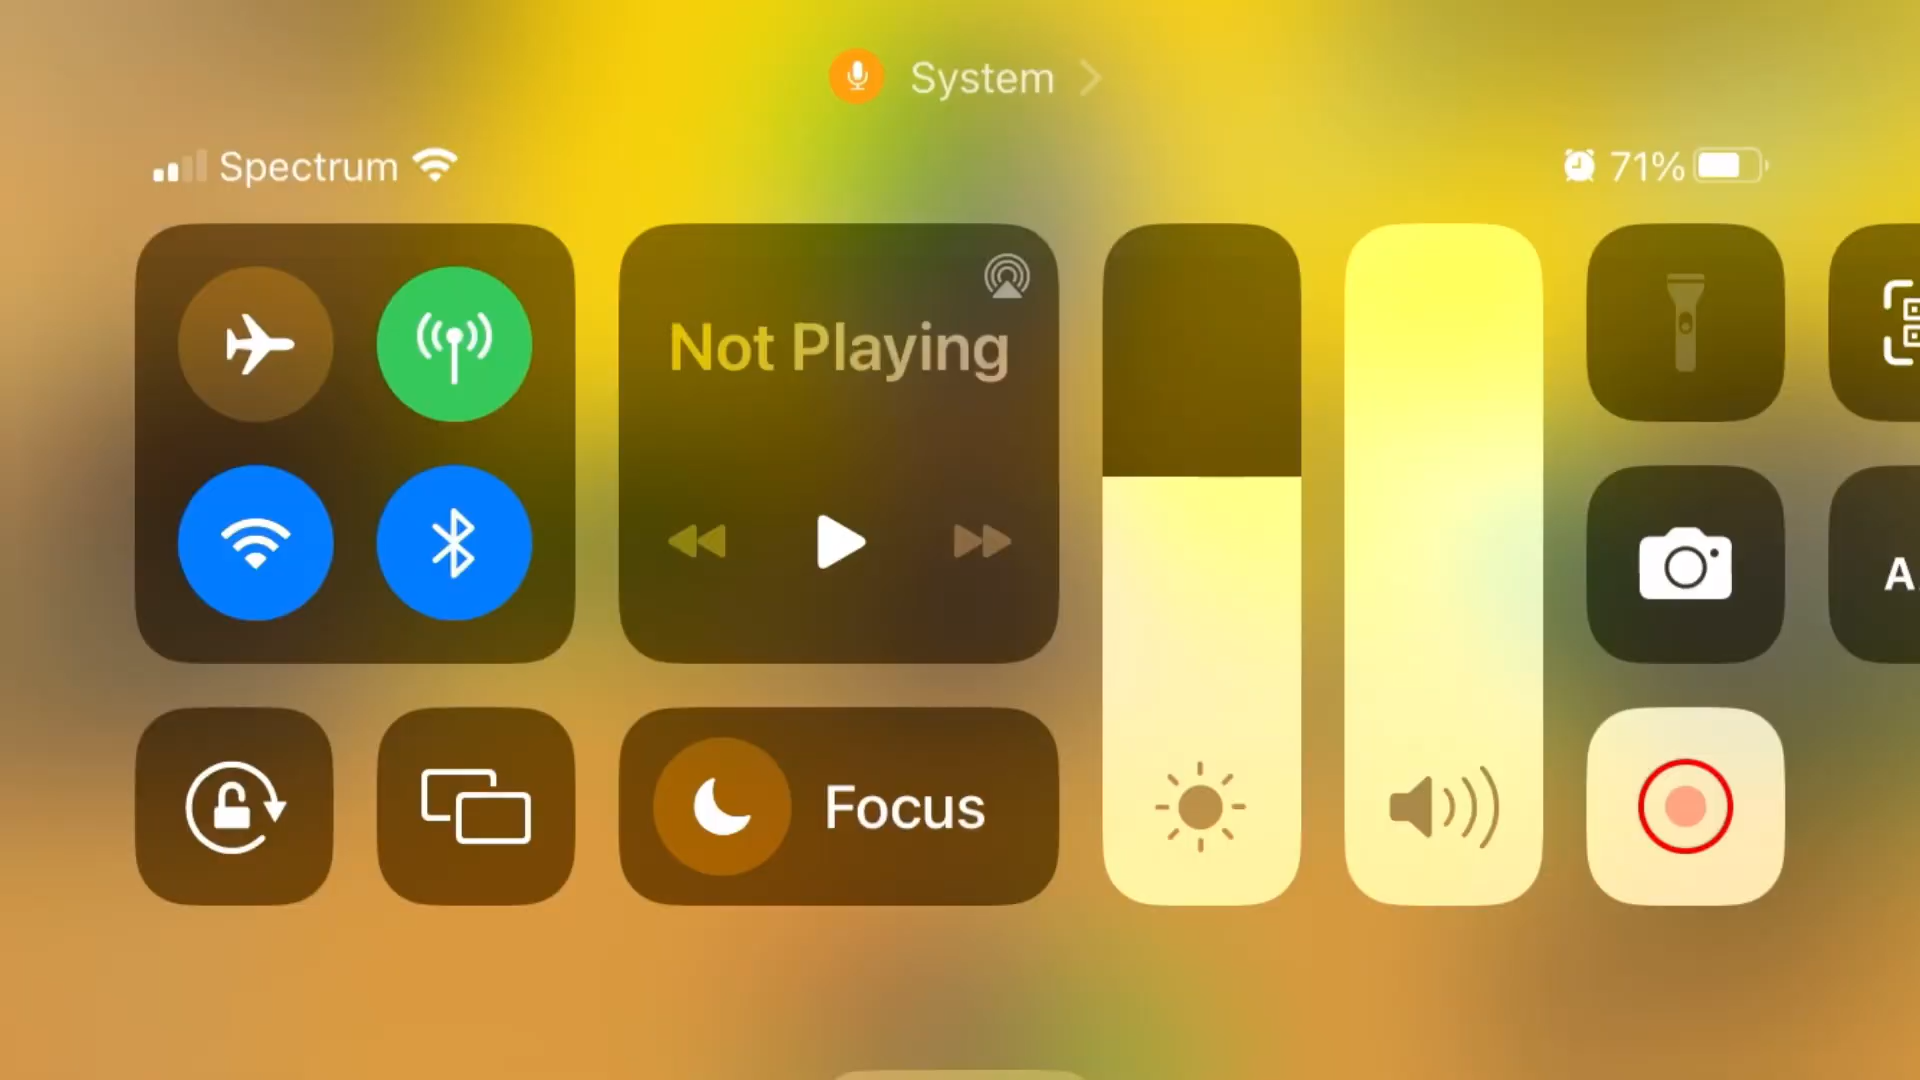 System
Spectrum
71%
Not Playing
Focus
A